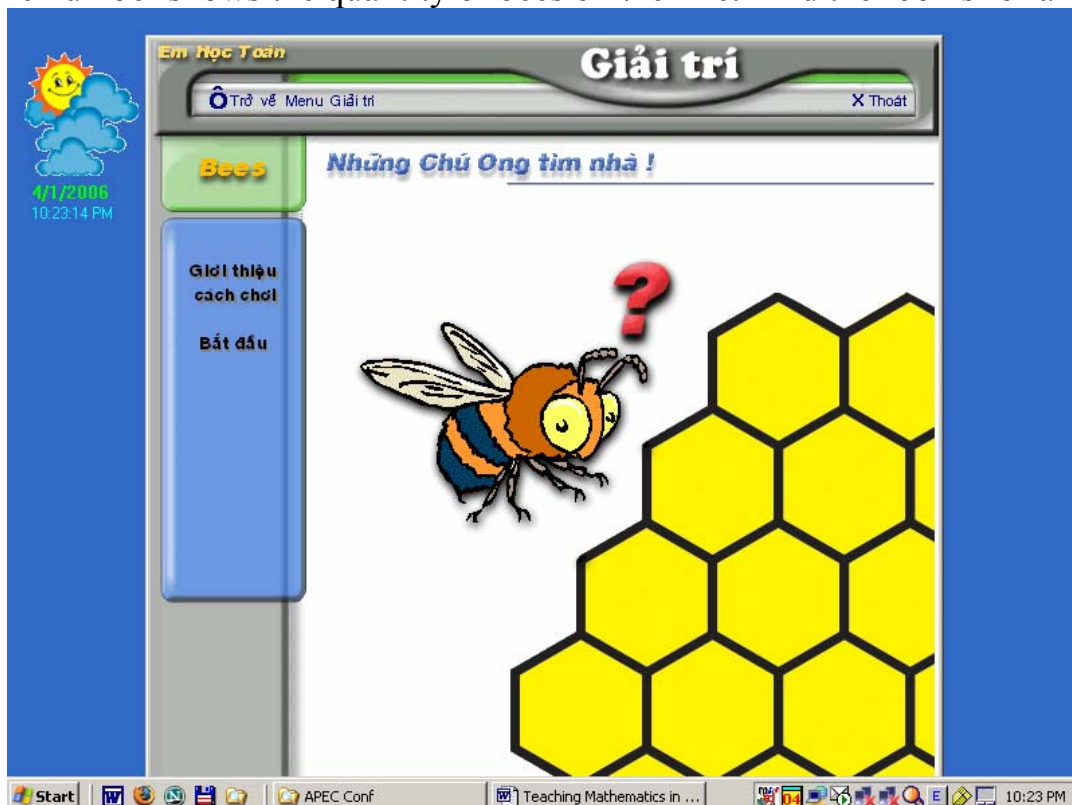 Em Học Toán
Giải trí
Ô Trở về Menu Giải trí
X Thoát
Bees
Những Chú Ong tìm nhà !
4/1/2006
10:23:14 PM
Giới thiệu
cách chơi
Bắt đầu
?
Start
APEC Conf
Teaching Mathematics in ...
04
E
10:23 PM